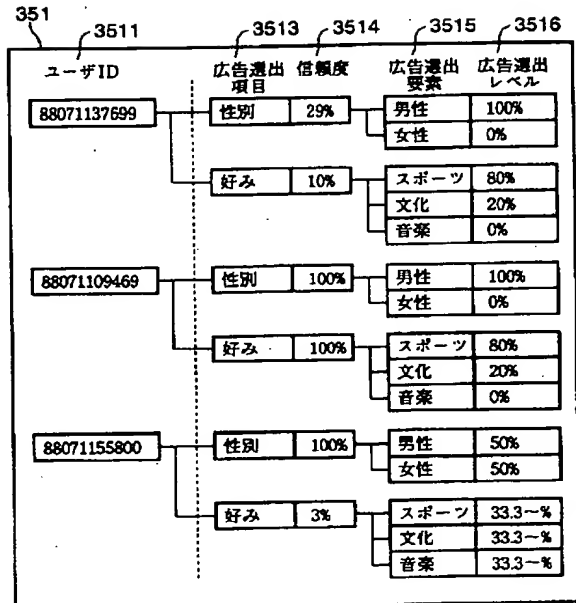 351
3511 3513 3514 3515 3516
ユーザID 広告選出項目 信頼度 広告選出要素 広告選出レベル
88071137699 性別 29% 男性 100%
女性 0%
好み 10% スポーツ 80%
文化 20%
音楽 0%
88071109469 性別 100% 男性 100%
女性 0%
好み 100% スポーツ 80%
文化 20%
音楽 0%
88071155800 性別 100% 男性 50%
女性 50%
好み 3% スポーツ 33.3〜%
文化 33.3〜%
音楽 33.3〜%